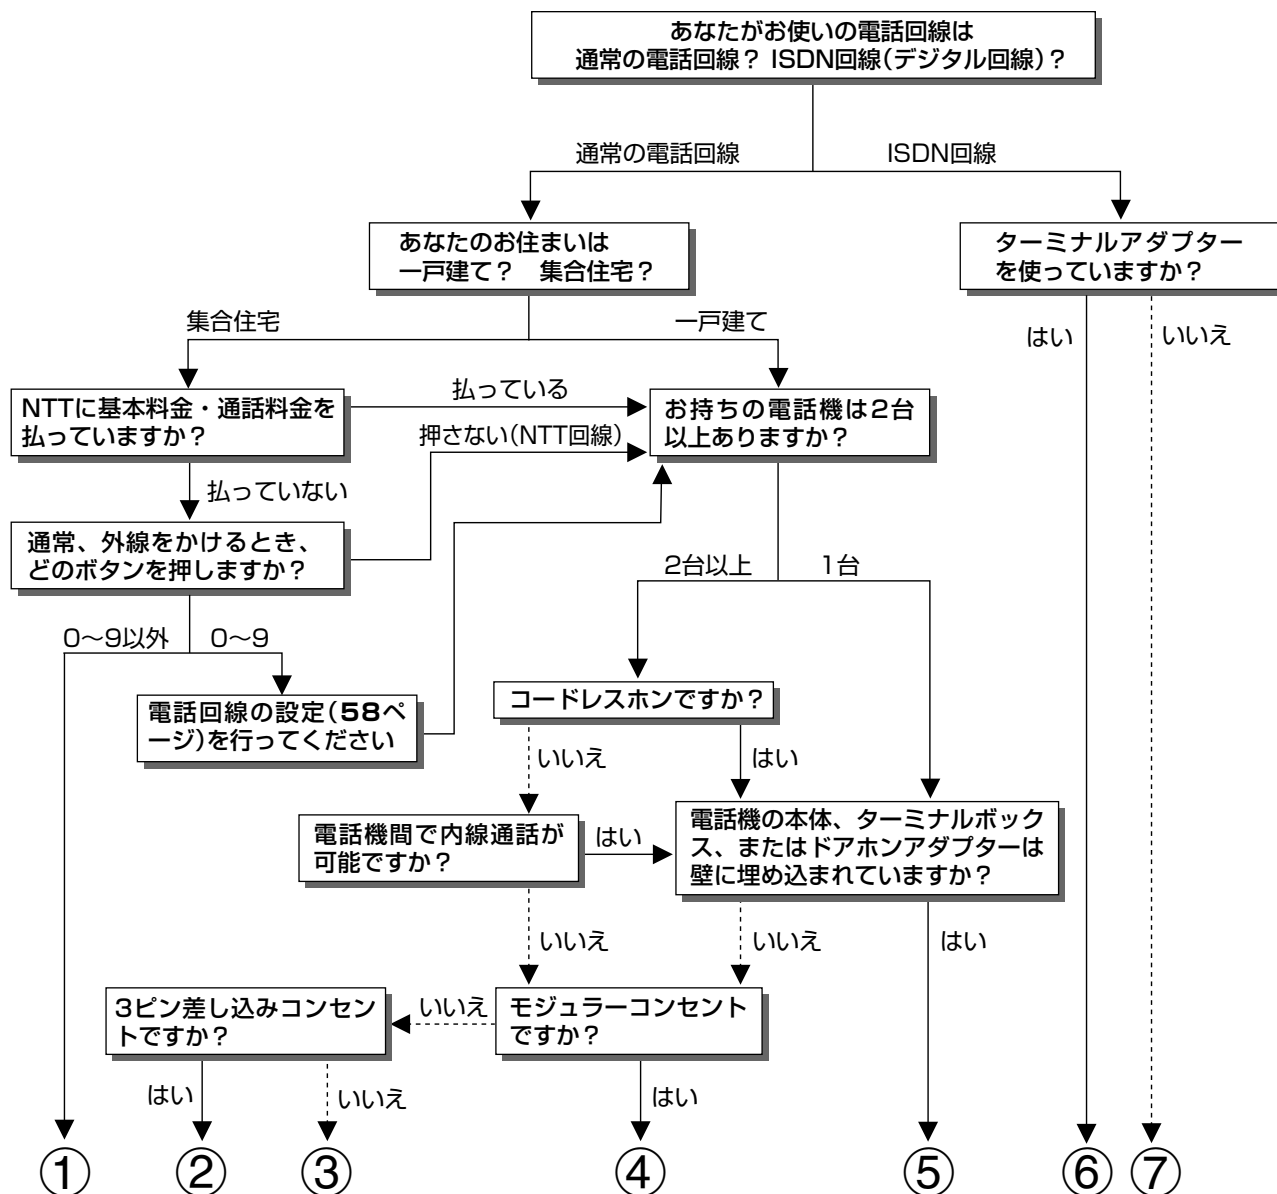 あなたがお使いの電話回線は
通常の電話回線？ ISDN回線（デジタル回線）？
通常の電話回線
ISDN回線
あなたのお住まいは
一戸建て？　集合住宅？
ターミナルアダプター
を使っていますか？
集合住宅
一戸建て
はい
いいえ
NTTに基本料金・通話料金を
払っていますか？
払っている
お持ちの電話機は2台
以上ありますか？
押さない（NTT回線）
払っていない
通常、外線をかけるとき、
どのボタンを押しますか？
2台以上
1台
0〜9以外
0〜9
電話回線の設定（58ペ
ージ）を行ってください
コードレスホンですか？
いいえ
はい
電話機間で内線通話が
可能ですか？
はい
電話機の本体、ターミナルボック
ス、またはドアホンアダプターは
壁に埋め込まれていますか？
いいえ
いいえ
はい
3ピン差し込みコンセン
トですか？
いいえ
モジュラーコンセント
ですか？
はい
いいえ
はい
①
②
③
④
⑤
⑥
⑦